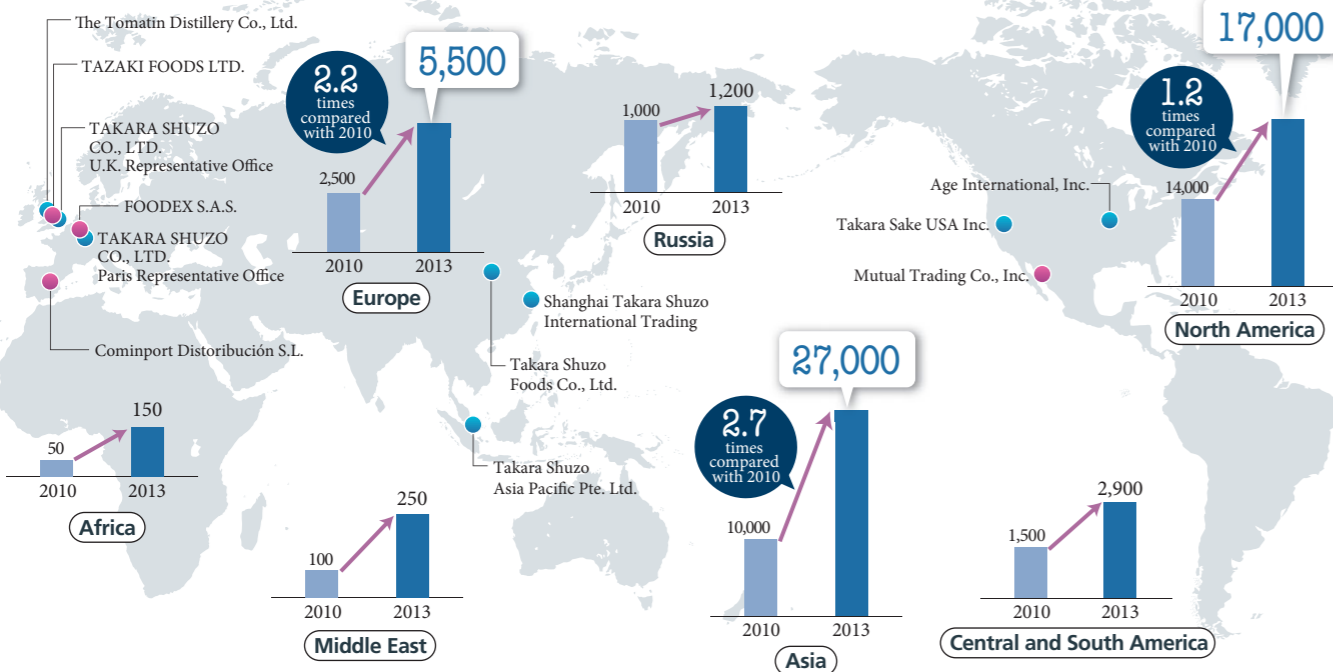 The Tomatin Distillery Co., Ltd.
TAZAKI FOODS LTD.
TAKARA SHUZO
CO., LTD.
U.K. Representative Office
FOODEX S.A.S.
TAKARA SHUZO
CO., LTD.
Paris Representative Office
Cominport Distoribución S.L.
2.2
times
compared
with 2010
5,500
2,500
2010
2013
Europe
1,000
1,200
2010
2013
Russia
17,000
1.2
times
compared
with 2010
14,000
2010
2013
North America
Age International, Inc.
Takara Sake USA Inc.
Mutual Trading Co., Inc.
Shanghai Takara Shuzo
International Trading
Takara Shuzo
Foods Co., Ltd.
Takara Shuzo
Asia Pacific Pte. Ltd.
50
150
2010
2013
Africa
100
250
2010
2013
Middle East
27,000
2.7
times
compared
with 2010
10,000
2010
2013
Asia
1,500
2,900
2010
2013
Central and South America